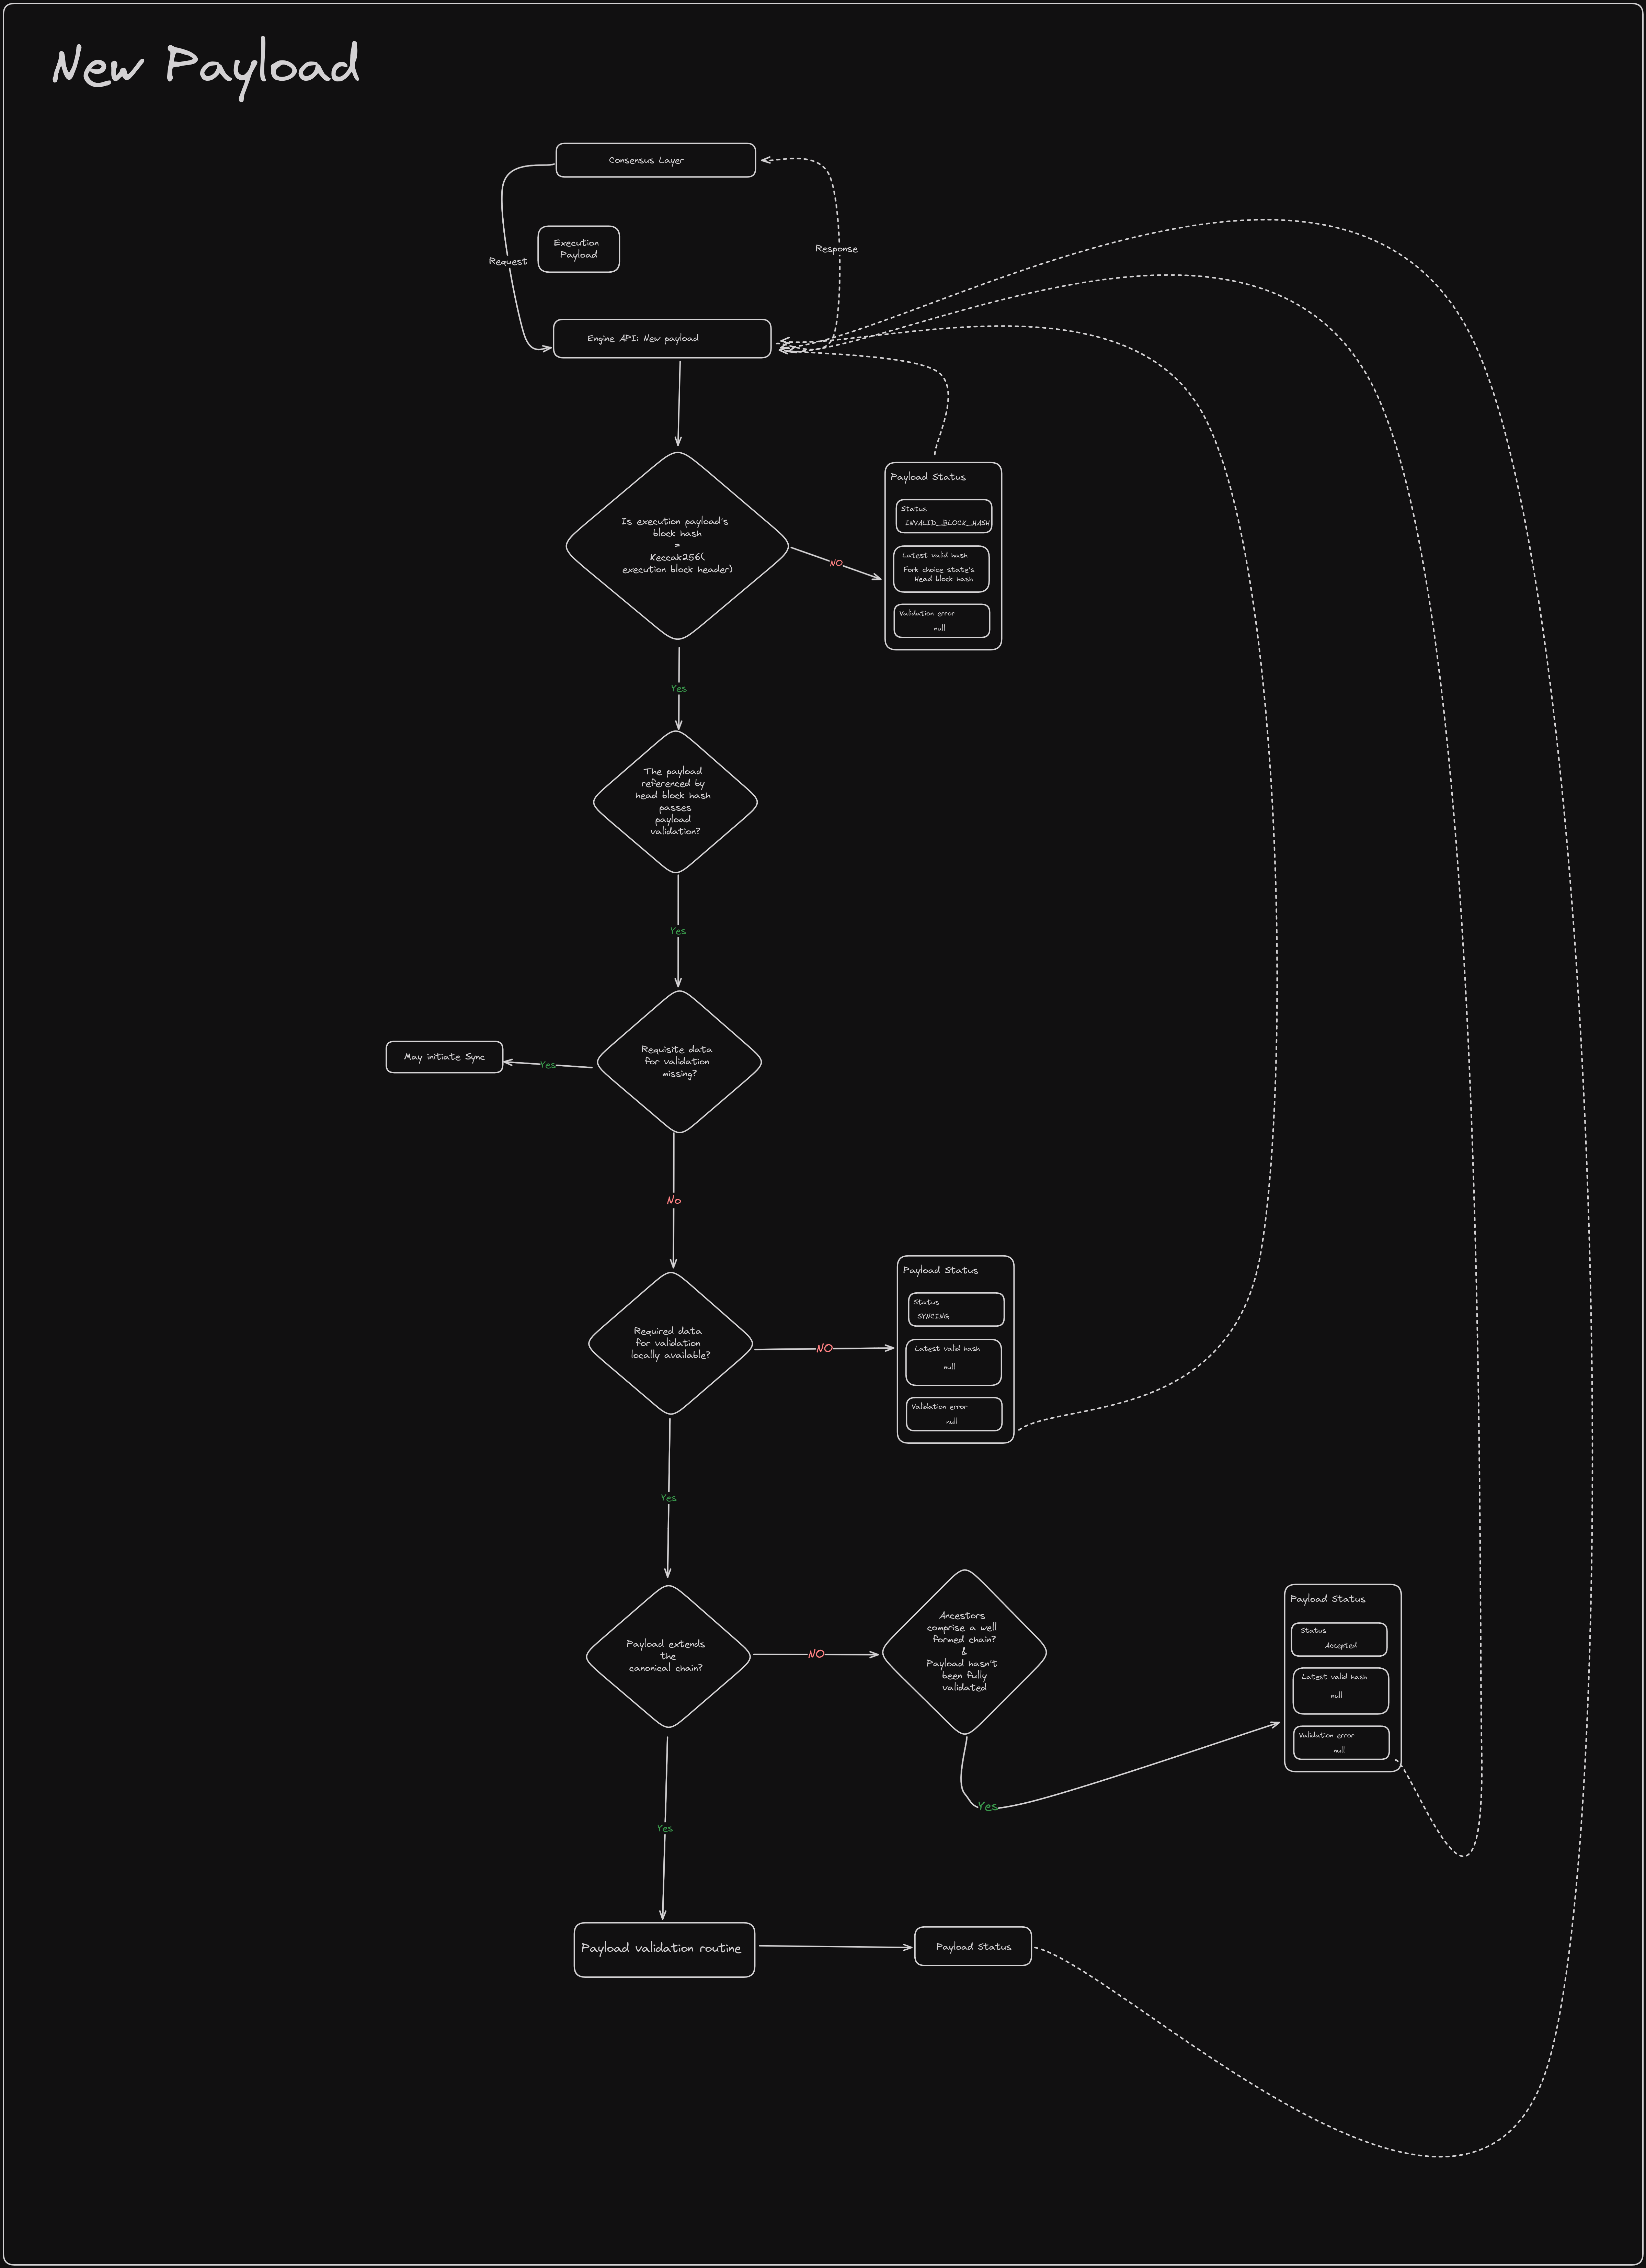 New Payload
Consensus Layer
Execution
Payload
Request
Response
Engine API: New payload
Is execution payload's
block hash
=
Keccak256(
execution block header)
NO
Payload Status
Status
INVALID_BLOCK_HASH
Latest valid hash
Fork choice state's
Head block hash
Validation error
null
Yes
The payload
referenced by
head block hash
passes
payload
validation?
Yes
Requisite data
for validation
missing?
Yes
May initiate Sync
No
Required data
for validation
locally available?
NO
Payload Status
Status
SYNCING
Latest valid hash
null
Validation error
null
Yes
Payload extends
the
canonical chain?
NO
Ancestors
comprise a well
formed chain?
&
Payload hasn't
been fully
validated
Yes
Payload Status
Status
Accepted
Latest valid hash
null
Validation error
null
Yes
Payload validation routine
Payload Status